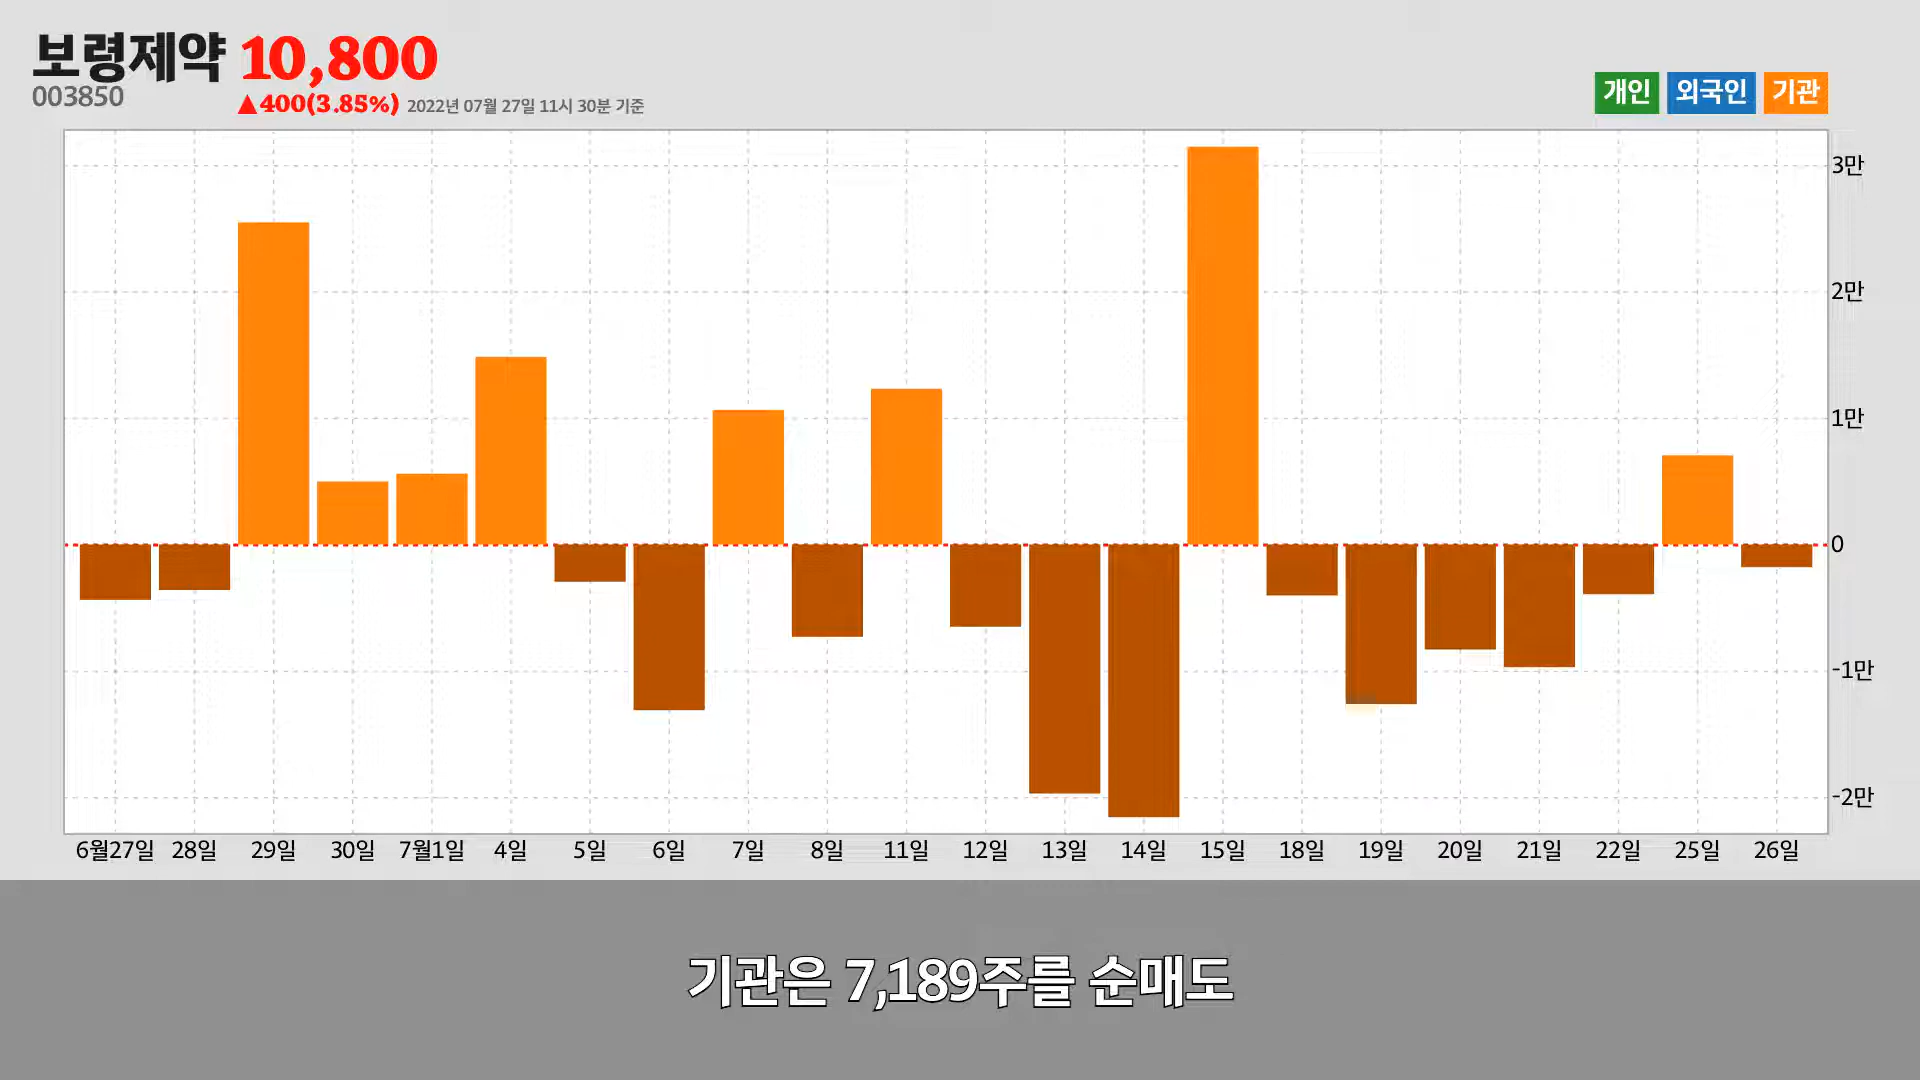 보령제약 10,800
003850
▲400(3.85%) 2022년 07월 27일 11시 30분 기준
개인 외국인 기관
3만
2만
1만
0
-1만
-2만
6월27일 28일 29일 30일 7월1일 4일 5일 6일 7일 8일 11일 12일 13일 14일 15일 18일 19일 20일 21일 22일 25일 26일
기관은 7,189주를 순매도